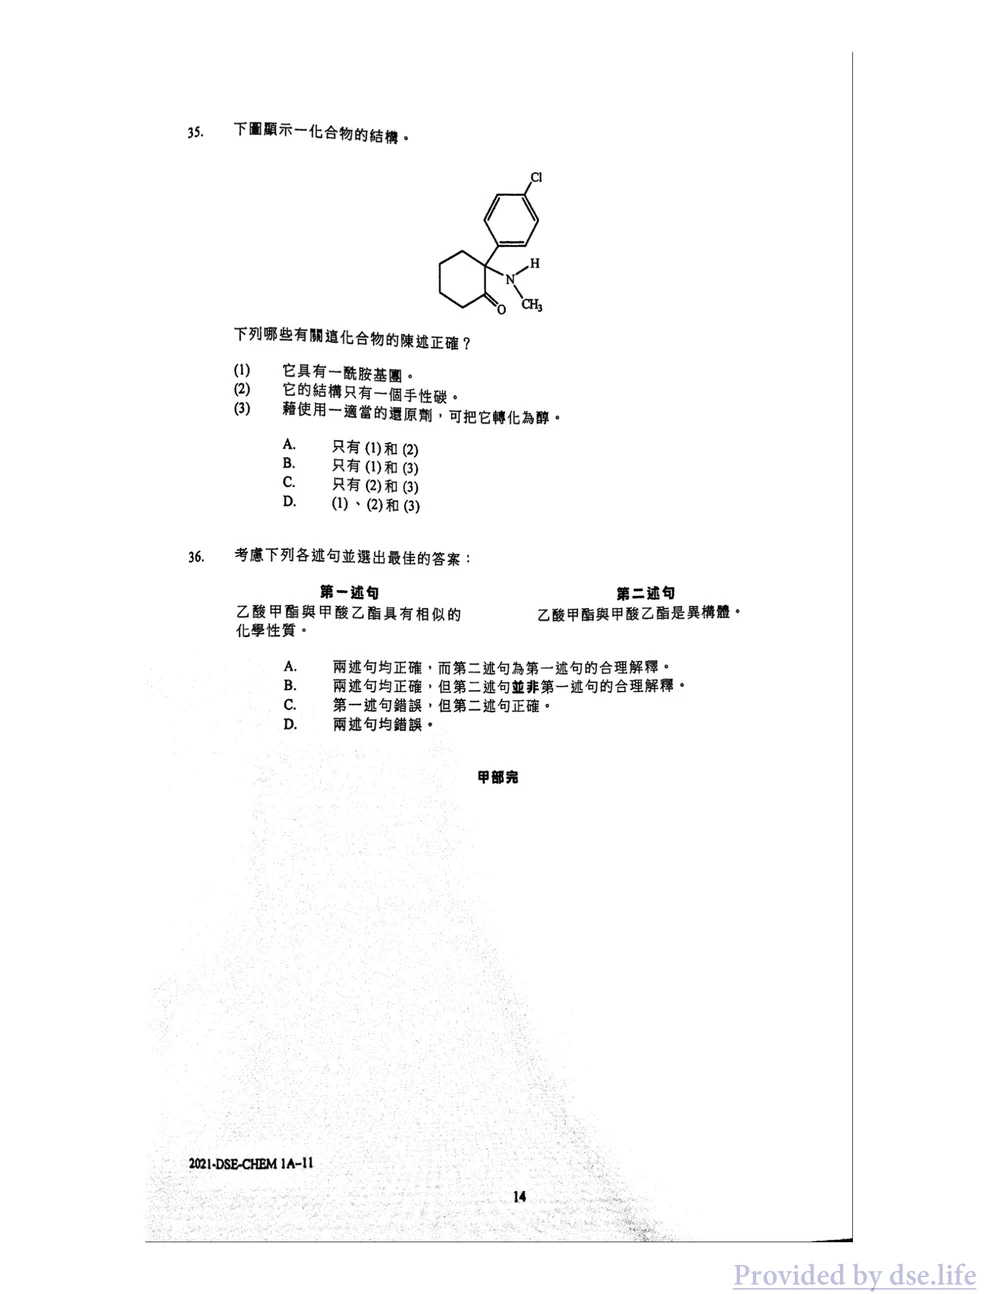 35. 下圖顯示一化合物的結構。
Cl
H
N
CH₃
O
下列哪些有關這化合物的陳述正確？
(1) 它具有一酰胺基團。
(2) 它的結構只有一個手性碳。
(3) 藉使用一適當的還原劑，可把它轉化為醇。
A. 只有 (1) 和 (2)
B. 只有 (1) 和 (3)
C. 只有 (2) 和 (3)
D. (1)、(2) 和 (3)
36. 考慮下列各述句並選出最佳的答案：
第一述句 第二述句
乙酸甲酯與甲酸乙酯具有相似的 乙酸甲酯與甲酸乙酯是異構體。
化學性質。
A. 兩述句均正確，而第二述句為第一述句的合理解釋。
B. 兩述句均正確，但第二述句並非第一述句的合理解釋。
C. 第一述句錯誤，但第二述句正確。
D. 兩述句均錯誤。
甲部完
2021-DSE-CHEM 1A-11
14
Provided by dse.life